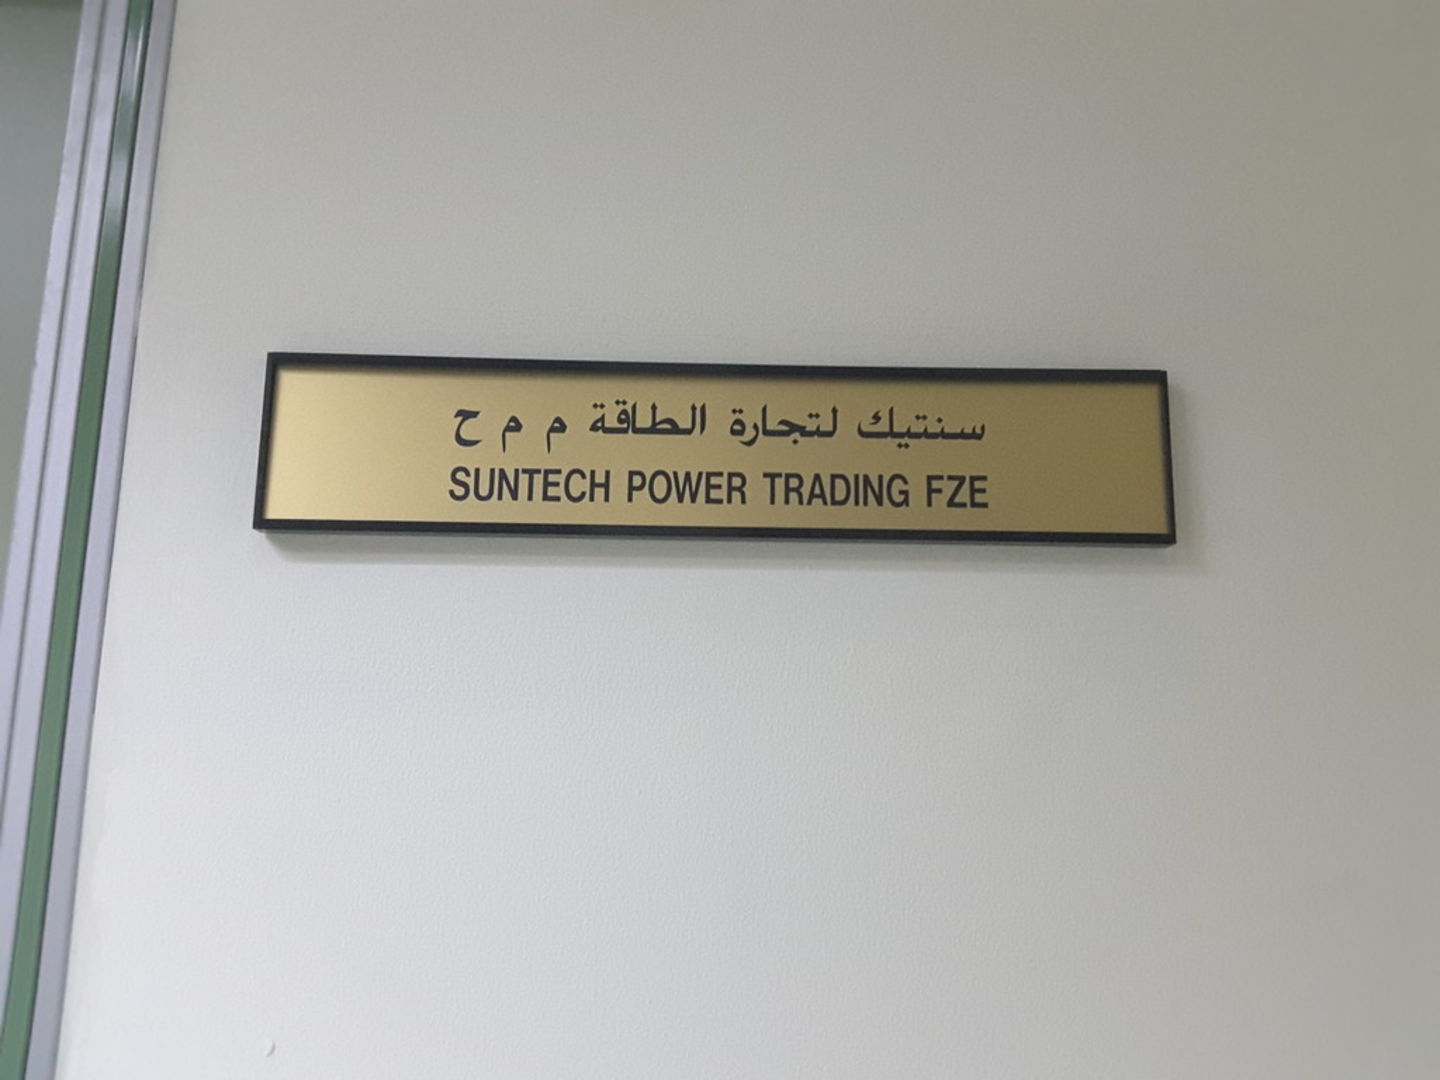 سنتيك لتجارة الطاقة م م ح
SUNTECH POWER TRADING FZE